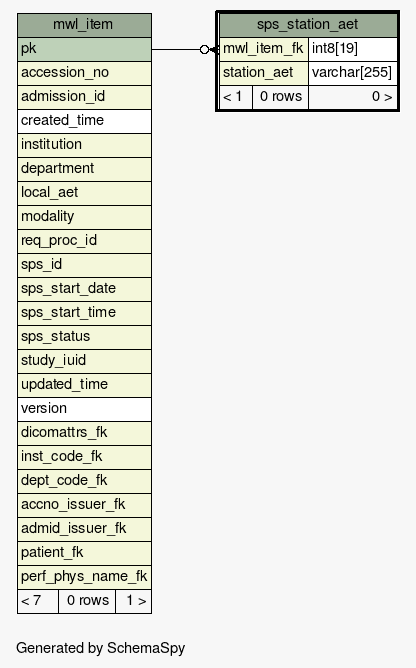 mwl_item
pk
accession_no
admission_id
created_time
institution
department
local_aet
modality
req_proc_id
sps_id
sps_start_date
sps_start_time
sps_status
study_iuid
updated_time
version
dicomattrs_fk
inst_code_fk
dept_code_fk
accno_issuer_fk
admid_issuer_fk
patient_fk
perf_phys_name_fk
< 7 0 rows 1 >
sps_station_aet
mwl_item_fk int8[19]
station_aet varchar[255]
< 1 0 rows 0 >
Generated by SchemaSpy